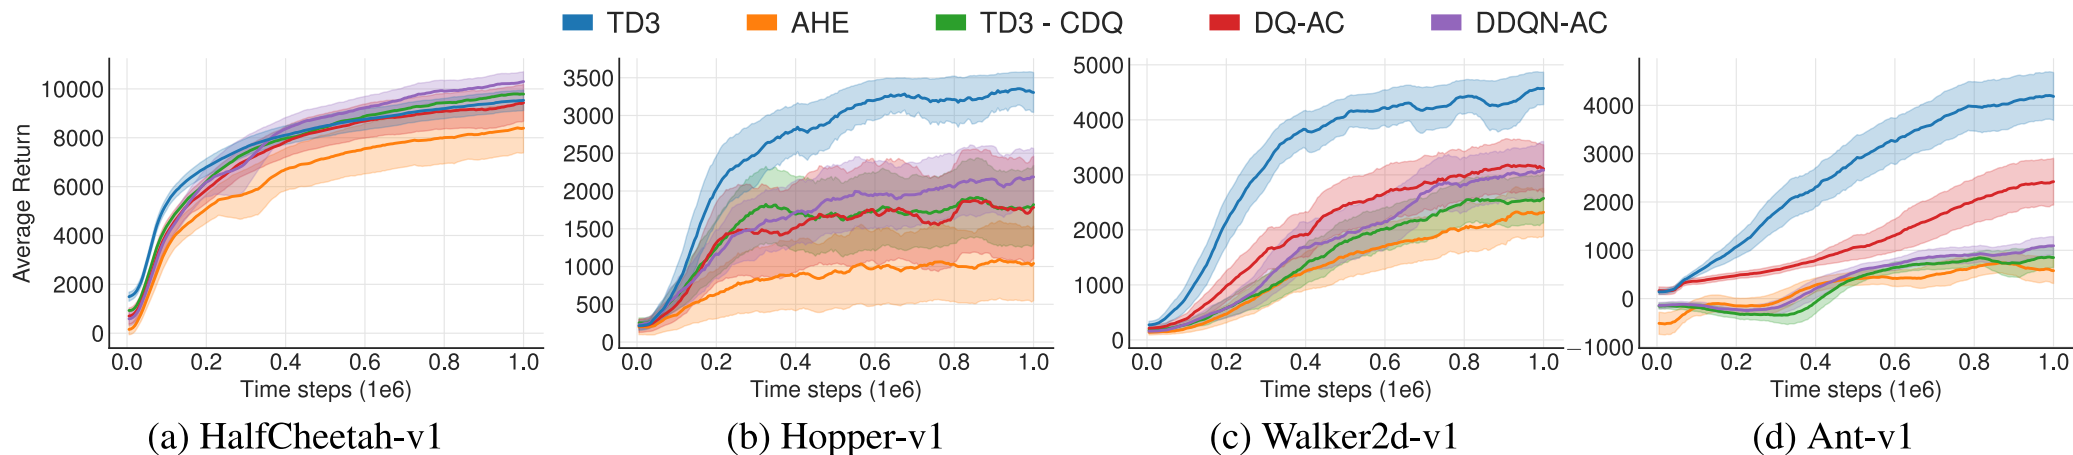 TD3 AHE TD3 - CDQ DQ-AC DDQN-AC
Average Return
10000
8000
6000
4000
2000
0
0.0 0.2 0.4 0.6 0.8 1.0
Time steps (1e6)
(a) HalfCheetah-v1
3500
3000
2500
2000
1500
1000
500
0
0.0 0.2 0.4 0.6 0.8 1.0
Time steps (1e6)
(b) Hopper-v1
5000
4000
3000
2000
1000
0
0.0 0.2 0.4 0.6 0.8 1.0
Time steps (1e6)
(c) Walker2d-v1
4000
3000
2000
1000
0
−1000
0.0 0.2 0.4 0.6 0.8 1.0
Time steps (1e6)
(d) Ant-v1